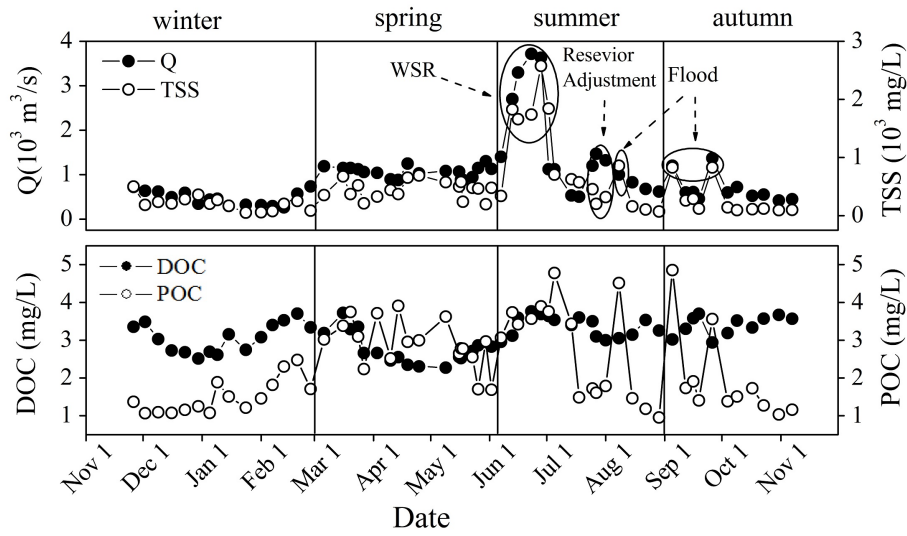 winter spring summer autumn
4
3
2
1
0
Q(10³ m³/s)
Q
TSS
WSR
Resevior
Adjustment
Flood
3
2
1
0
TSS (10³ mg/L)
5
4
3
2
1
DOC (mg/L)
DOC
POC
5
4
3
2
1
POC (mg/L)
Nov 1 Dec 1 Jan 1 Feb 1 Mar 1 Apr 1 May 1 Jun 1 Jul 1 Aug 1 Sep 1 Oct 1 Nov 1
Date